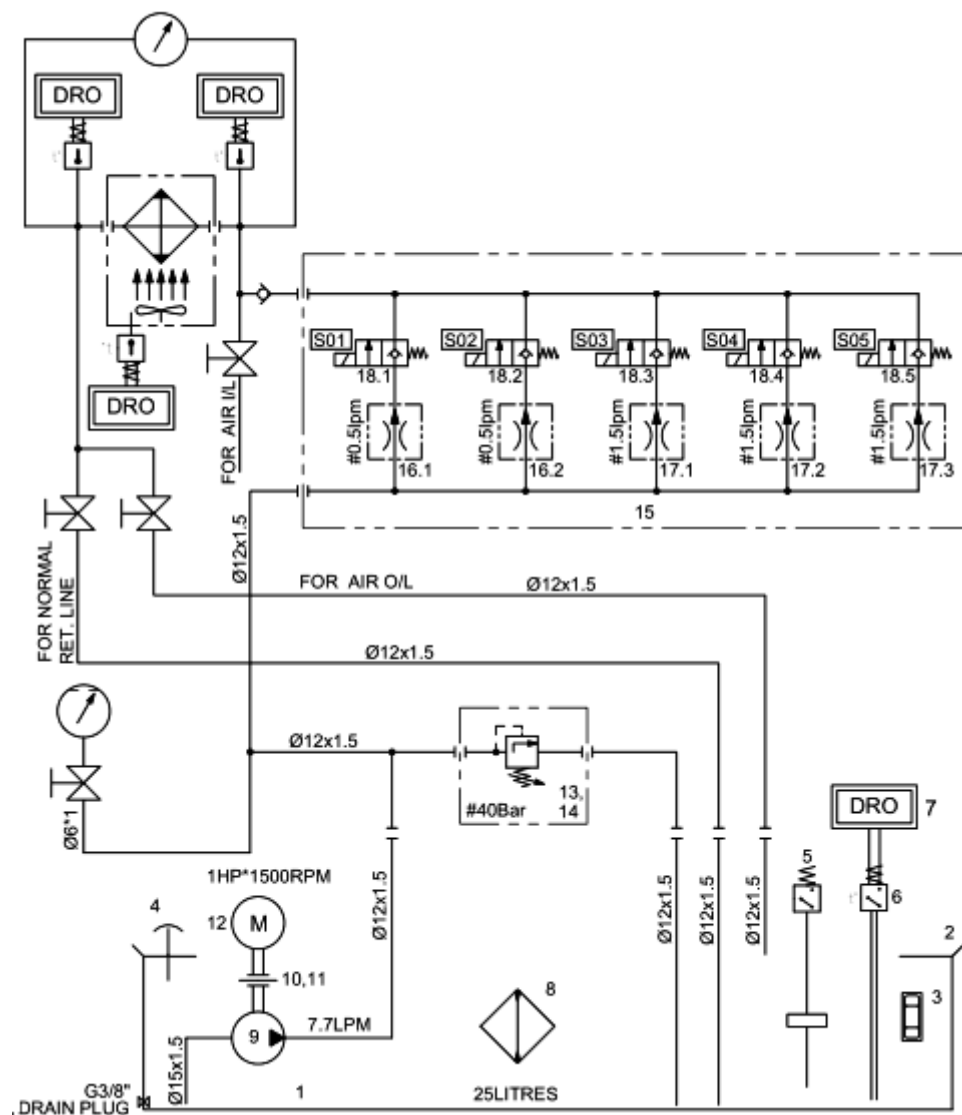 DRO
DRO
DRO
FOR AIR I/L
S01
S02
S03
S04
S05
18.1
18.2
18.3
18.4
18.5
#0.5lpm
#0.5lpm
#1.5lpm
#1.5lpm
#1.5lpm
16.1
16.2
17.1
17.2
17.3
15
Ø12x1.5
FOR NORMAL
RET. LINE
FOR AIR O/L
Ø12x1.5
Ø12x1.5
Ø12x1.5
#40Bar
13,
14
Ø6*1
DRO
7
1HP*1500RPM
Ø12x1.5
Ø12x1.5
Ø12x1.5
Ø12x1.5
5
6
4
12
M
10,11
2
8
3
9
7.7LPM
Ø15x1.5
G3/8"
DRAIN PLUG
1
25LITRES